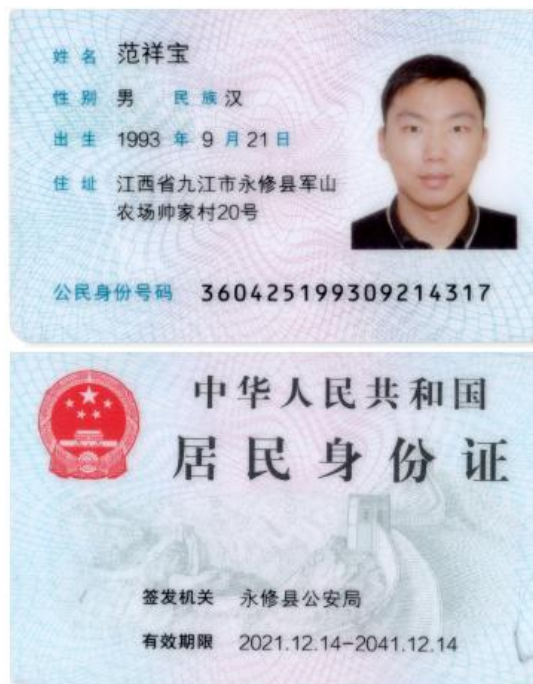 姓名 范祥宝
性别 男 民族 汉
出生 1993 年 9 月 21 日
住址 江西省九江市永修县军山
农场帅家村20号
公民身份号码 360425199309214317
中华人民共和国
居民身份证
签发机关 永修县公安局
有效期限 2021.12.14-2041.12.14